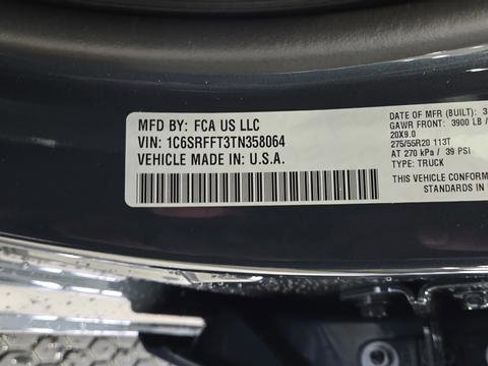 MFD BY: FCA US LLC
VIN: 1C6SRFFT3TN358064
VEHICLE MADE IN: U.S.A.
DATE OF MFR (BUILT): 3
GAWR FRONT: 3900 LB /
20X9.0
275/55R20 113T
AT 270 kPa / 39 PSI
TYPE: TRUCK
THIS VEHICLE CONFORM
STANDARDS IN